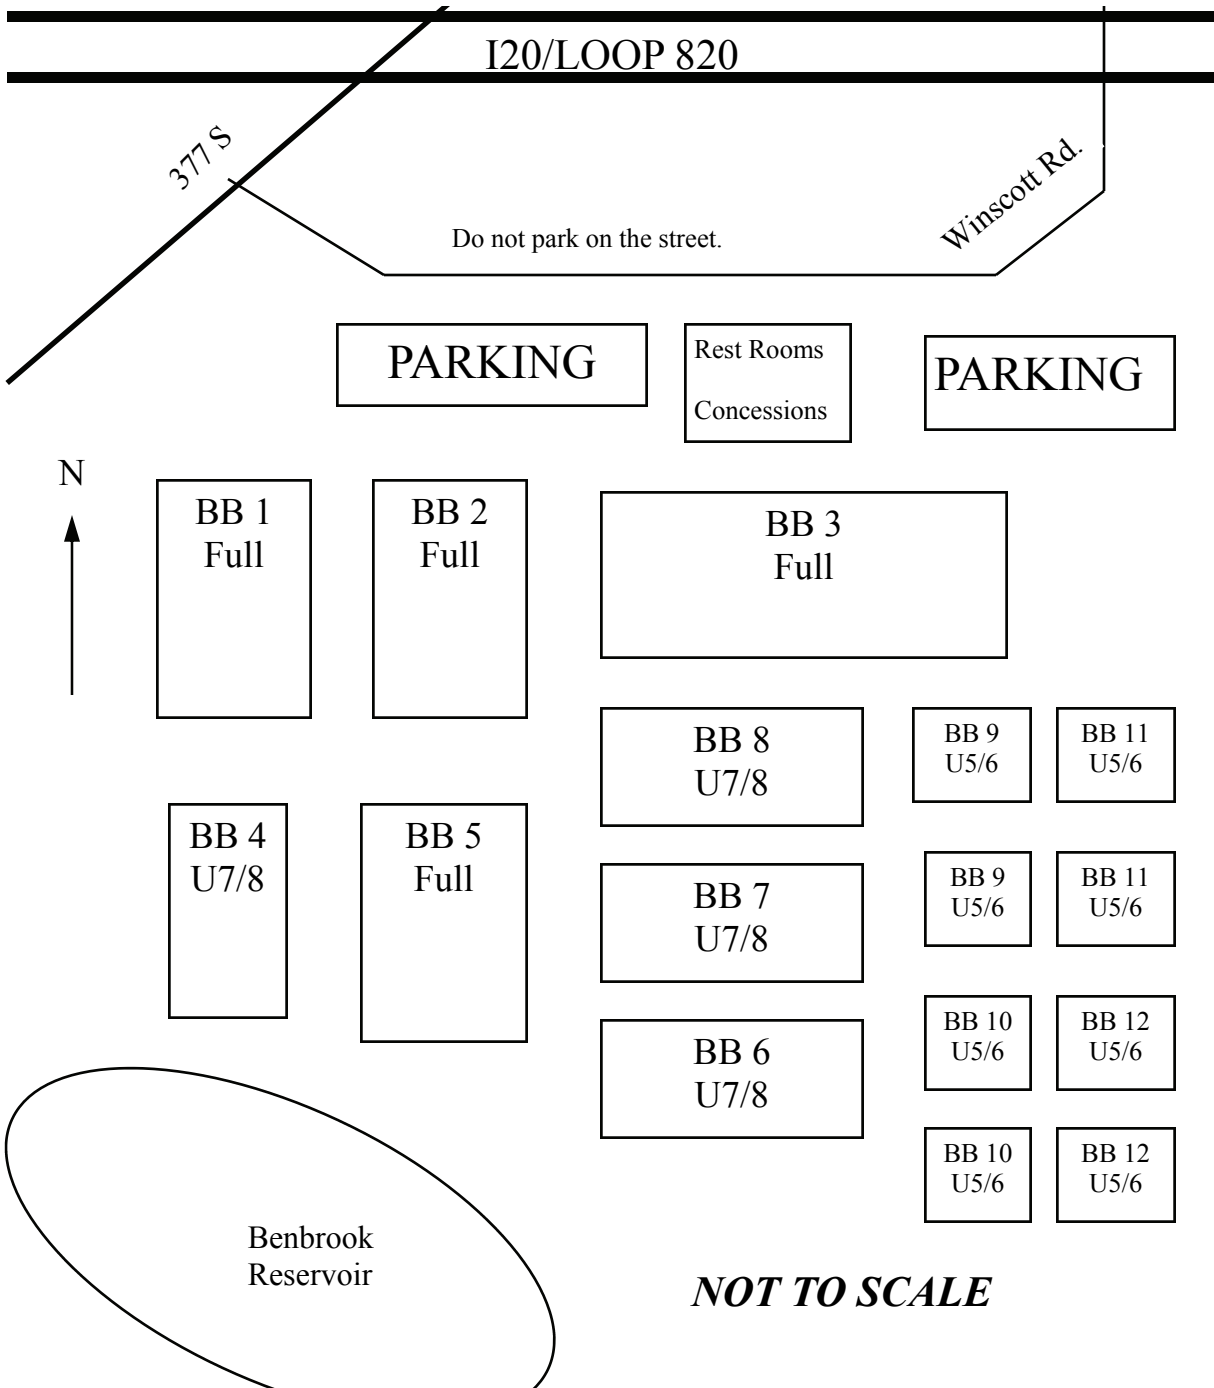 I20/LOOP 820
377 S
Winscott Rd.
Do not park on the street.
PARKING
Rest Rooms
Concessions
PARKING
N
BB 1
Full
BB 2
Full
BB 3
Full
BB 8
U7/8
BB 9
U5/6
BB 11
U5/6
BB 4
U7/8
BB 5
Full
BB 7
U7/8
BB 9
U5/6
BB 11
U5/6
BB 6
U7/8
BB 10
U5/6
BB 12
U5/6
BB 10
U5/6
BB 12
U5/6
Benbrook
Reservoir
NOT TO SCALE